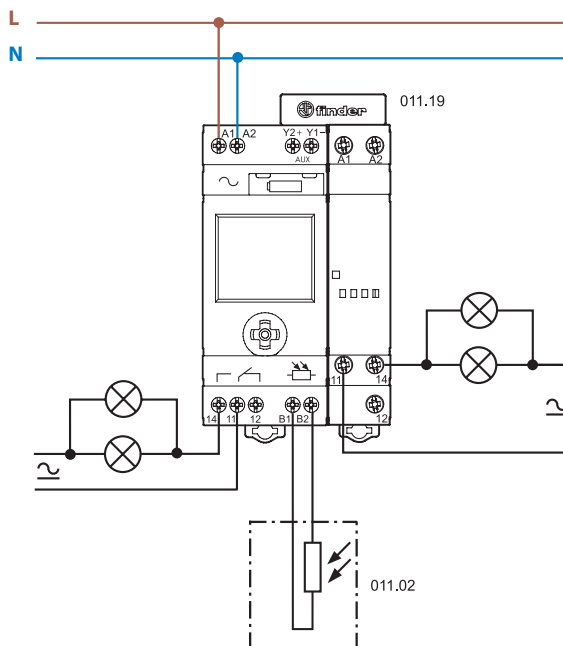 L
N
finder
011.19
A1 A2 Y2+ Y1-
AUX
A1 A2
11 14
12
14 11 12 B1 B2
011.02